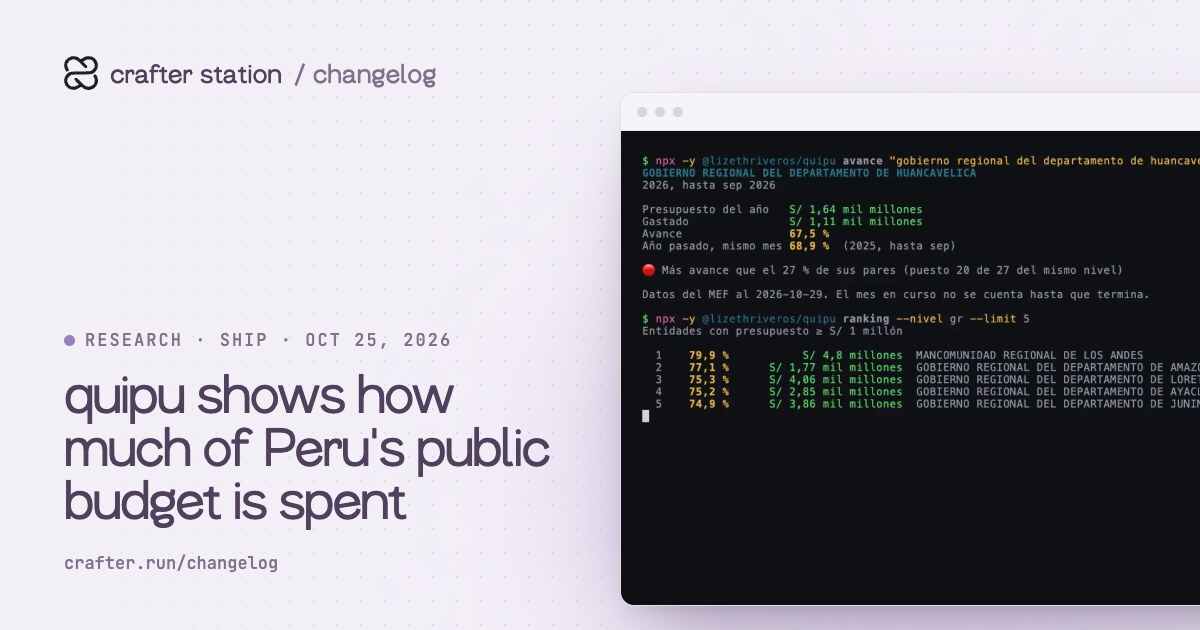 crafter station / changelog
RESEARCH · SHIP · OCT 25, 2026
quipu shows how
much of Peru's public
budget is spent
crafter.run/changelog
$ npx -y @lizethriveros/quipu avance "gobierno regional del departamento de huancave
GOBIERNO REGIONAL DEL DEPARTAMENTO DE HUANCAVELICA
2026, hasta sep 2026
Presupuesto del año S/ 1,64 mil millones
Gastado S/ 1,11 mil millones
Avance 67,5 %
Año pasado, mismo mes 68,9 % (2025, hasta sep)
Más avance que el 27 % de sus pares (puesto 20 de 27 del mismo nivel)
Datos del MEF al 2026-10-29. El mes en curso no se cuenta hasta que termina.
$ npx -y @lizethriveros/quipu ranking --nivel gr --limit 5
Entidades con presupuesto ≥ S/ 1 millón
1 79,9 % S/ 4,8 millones MANCOMUNIDAD REGIONAL DE LOS ANDES
2 77,1 % S/ 1,77 mil millones GOBIERNO REGIONAL DEL DEPARTAMENTO DE AMAZO
3 75,3 % S/ 4,06 mil millones GOBIERNO REGIONAL DEL DEPARTAMENTO DE LORET
4 75,2 % S/ 2,85 mil millones GOBIERNO REGIONAL DEL DEPARTAMENTO DE AYACU
5 74,9 % S/ 3,86 mil millones GOBIERNO REGIONAL DEL DEPARTAMENTO DE JUNIN